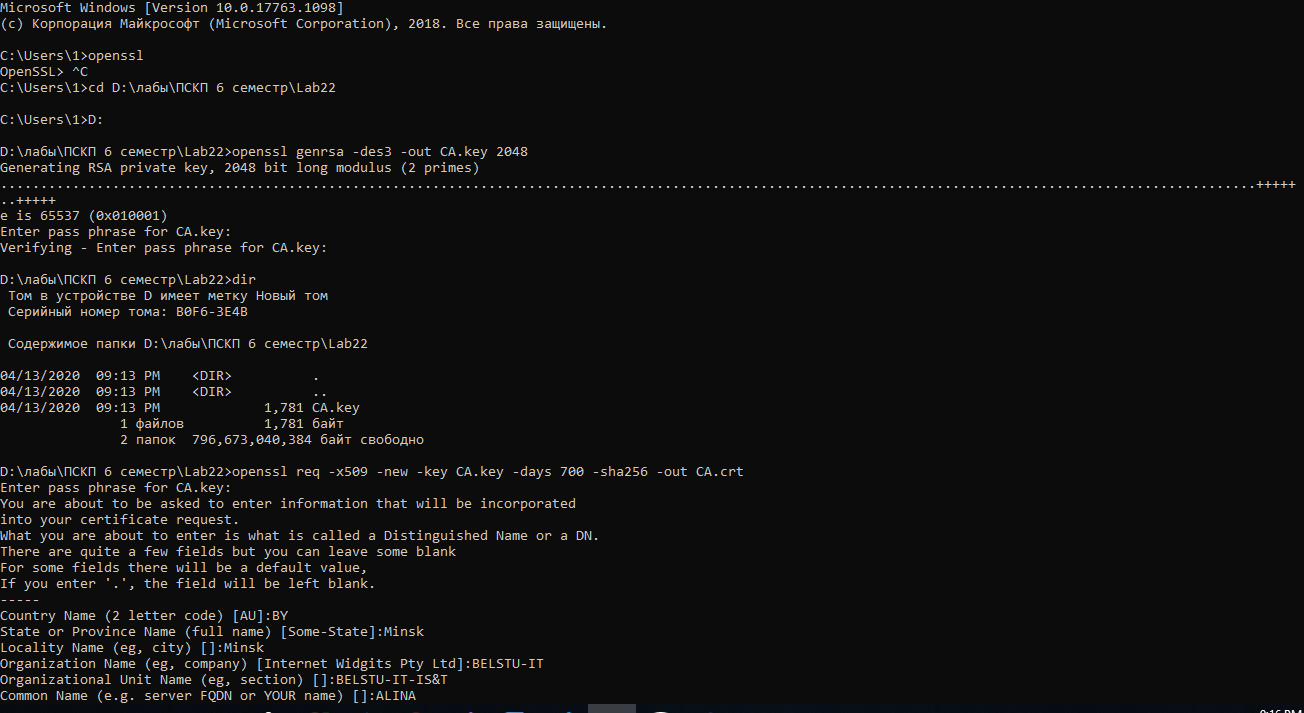 Microsoft Windows [Version 10.0.17763.1098]
(c) Корпорация Майкрософт (Microsoft Corporation), 2018. Все права защищены.
C:\Users\1>openssl
OpenSSL> ^C
C:\Users\1>cd D:\лабы\ПСКП 6 семестр\Lab22
C:\Users\1>D:
D:\лабы\ПСКП 6 семестр\Lab22>openssl genrsa -des3 -out CA.key 2048
Generating RSA private key, 2048 bit long modulus (2 primes)
.............................................................................................................................................................+++++
..+++++
e is 65537 (0x010001)
Enter pass phrase for CA.key:
Verifying - Enter pass phrase for CA.key:
D:\лабы\ПСКП 6 семестр\Lab22>dir
Том в устройстве D имеет метку Новый том
Серийный номер тома: B0F6-3E4B
Содержимое папки D:\лабы\ПСКП 6 семестр\Lab22
04/13/2020  09:13 PM    <DIR>          .
04/13/2020  09:13 PM    <DIR>          ..
04/13/2020  09:13 PM             1,781 CA.key
1 файлов          1,781 байт
2 папок  796,673,040,384 байт свободно
D:\лабы\ПСКП 6 семестр\Lab22>openssl req -x509 -new -key CA.key -days 700 -sha256 -out CA.crt
Enter pass phrase for CA.key:
You are about to be asked to enter information that will be incorporated
into your certificate request.
What you are about to enter is what is called a Distinguished Name or a DN.
There are quite a few fields but you can leave some blank
For some fields there will be a default value,
If you enter '.', the field will be left blank.
-----
Country Name (2 letter code) [AU]:BY
State or Province Name (full name) [Some-State]:Minsk
Locality Name (eg, city) []:Minsk
Organization Name (eg, company) [Internet Widgits Pty Ltd]:BELSTU-IT
Organizational Unit Name (eg, section) []:BELSTU-IT-IS&T
Common Name (e.g. server FQDN or YOUR name) []:ALINA